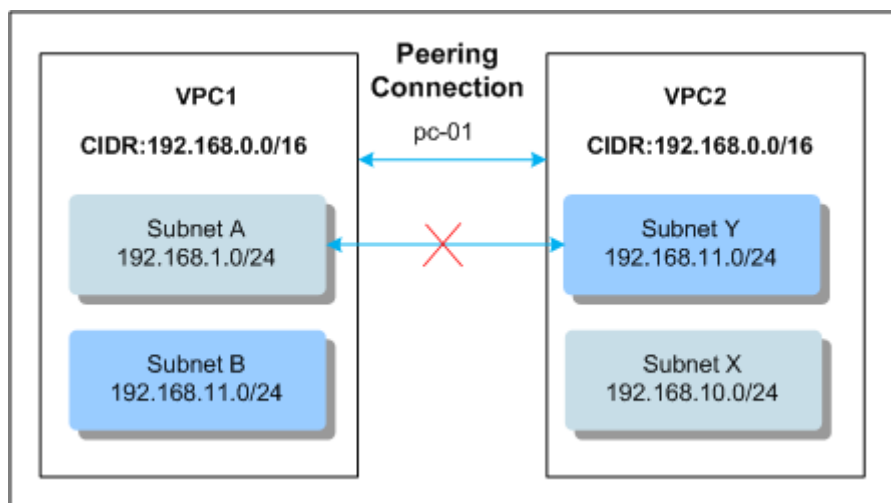 Peering
Connection
pc-01
VPC1
CIDR:192.168.0.0/16
Subnet A
192.168.1.0/24
Subnet B
192.168.11.0/24
VPC2
CIDR:192.168.0.0/16
Subnet Y
192.168.11.0/24
Subnet X
192.168.10.0/24